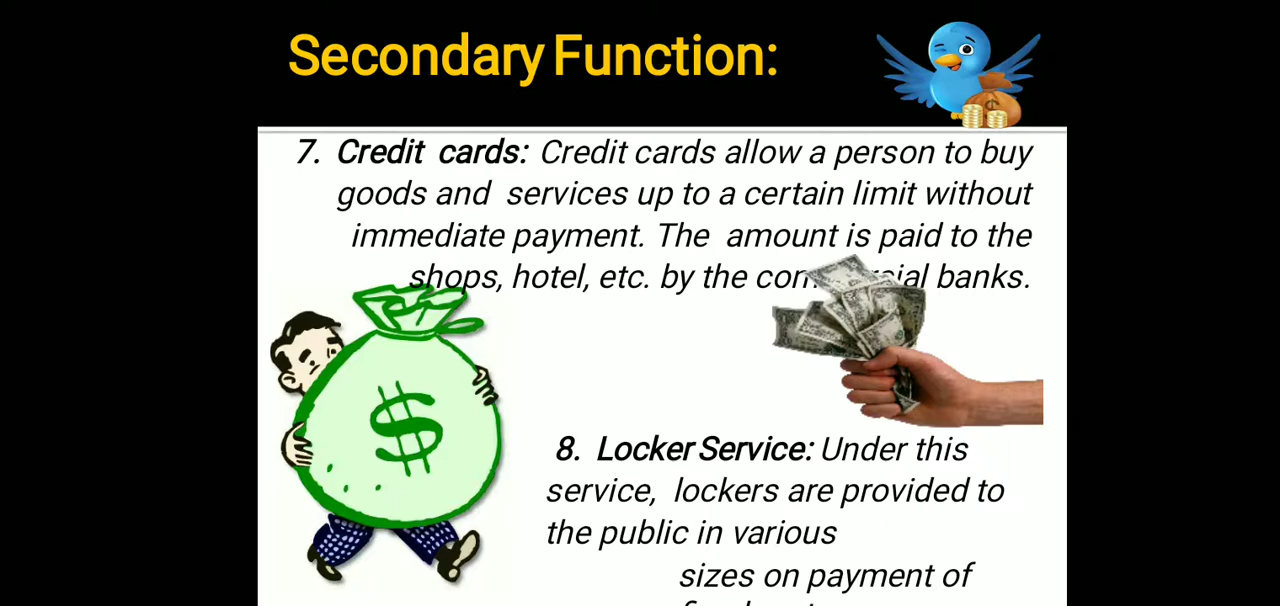 Secondary Function:
7. Credit cards: Credit cards allow a person to buy
goods and services up to a certain limit without
immediate payment. The amount is paid to the
shops, hotel, etc. by the banks.
8. Locker Service: Under this
service, lockers are provided to
the public in various
sizes on payment of